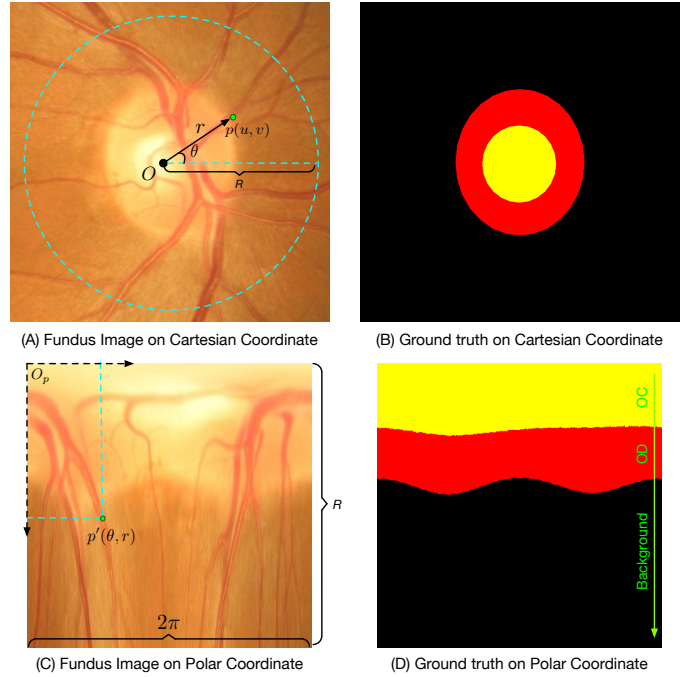 r
p(u, v)
θ
O
R
(A) Fundus Image on Cartesian Coordinate
(B) Ground truth on Cartesian Coordinate
O_p
R
p′(θ, r)
2π
(C) Fundus Image on Polar Coordinate
OC
OD
Background
(D) Ground truth on Polar Coordinate